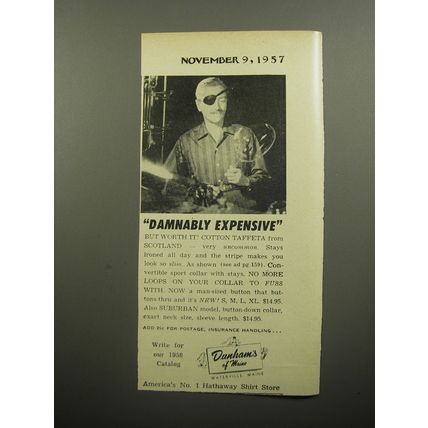 NOVEMBER 9, 1957
"DAMNABLY EXPENSIVE"
BUT WORTH IT! COTTON TAFFETA from
SCOTLAND — very uncommon. Stays
Ironed all day and the stripe makes you
look so slim. As shown (see ad pg 159). Con-
vertible sport collar with stays. NO MORE
LOOPS ON YOUR COLLAR TO FUSS
WITH. NOW a man-sized button that but-
tons-thru and it's NEW! S, M, L, XL. $14.95.
Also SUBURBAN model, button-down collar,
exact neck size, sleeve length. $14.95.
ADD 25c FOR POSTAGE, INSURANCE HANDLING...
Write for
our 1958
Catalog
Dunham's
of Maine
WATERVILLE, MAINE
America's No. 1 Hathaway Shirt Store